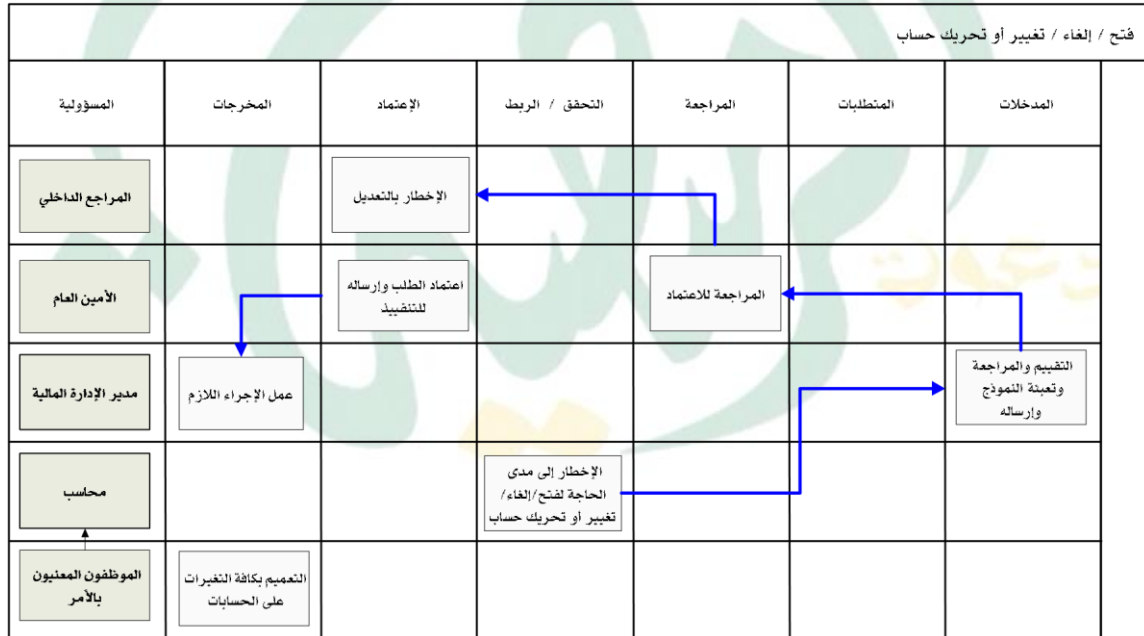 فتح / إلغاء / تغيير أو تحريك حساب
المدخلات
المتطلبات
المراجعة
التحقق / الربط
الإعتماد
المخرجات
المسؤولية
الإخطار بالتعديل
المراجع الداخلي
المراجعة للاعتماد
اعتماد الطلب وإرساله
للتنفييذ
الأمين العام
التقييم والمراجعة
وتعبئة النموذج
وإرساله
عمل الإجراء اللازم
مدير الإدارة المالية
الإخطار إلى مدى
الحاجة لفتح/إلغاء/
تغيير أو تحريك حساب
محاسب
التعميم بكافة التغيرات
على الحسابات
الموظفون المعنيون
بالأمر